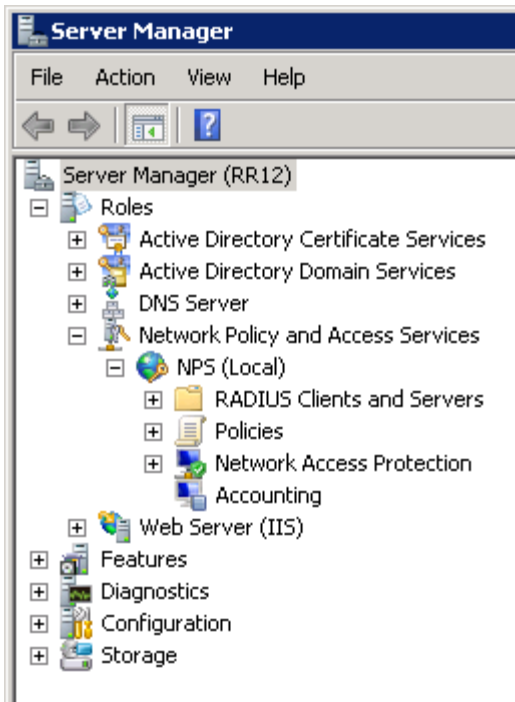 Server Manager
File Action View Help
Server Manager (RR12)
Roles
Active Directory Certificate Services
Active Directory Domain Services
DNS Server
Network Policy and Access Services
NPS (Local)
RADIUS Clients and Servers
Policies
Network Access Protection
Accounting
Web Server (IIS)
Features
Diagnostics
Configuration
Storage